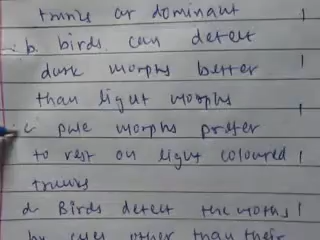 trunks are dominant
b. birds can detect
dark morphs better
than light morphs
c. pale morphs prefer
to rest on light coloured
trunks
d. Birds detect the moths
by cues other than their